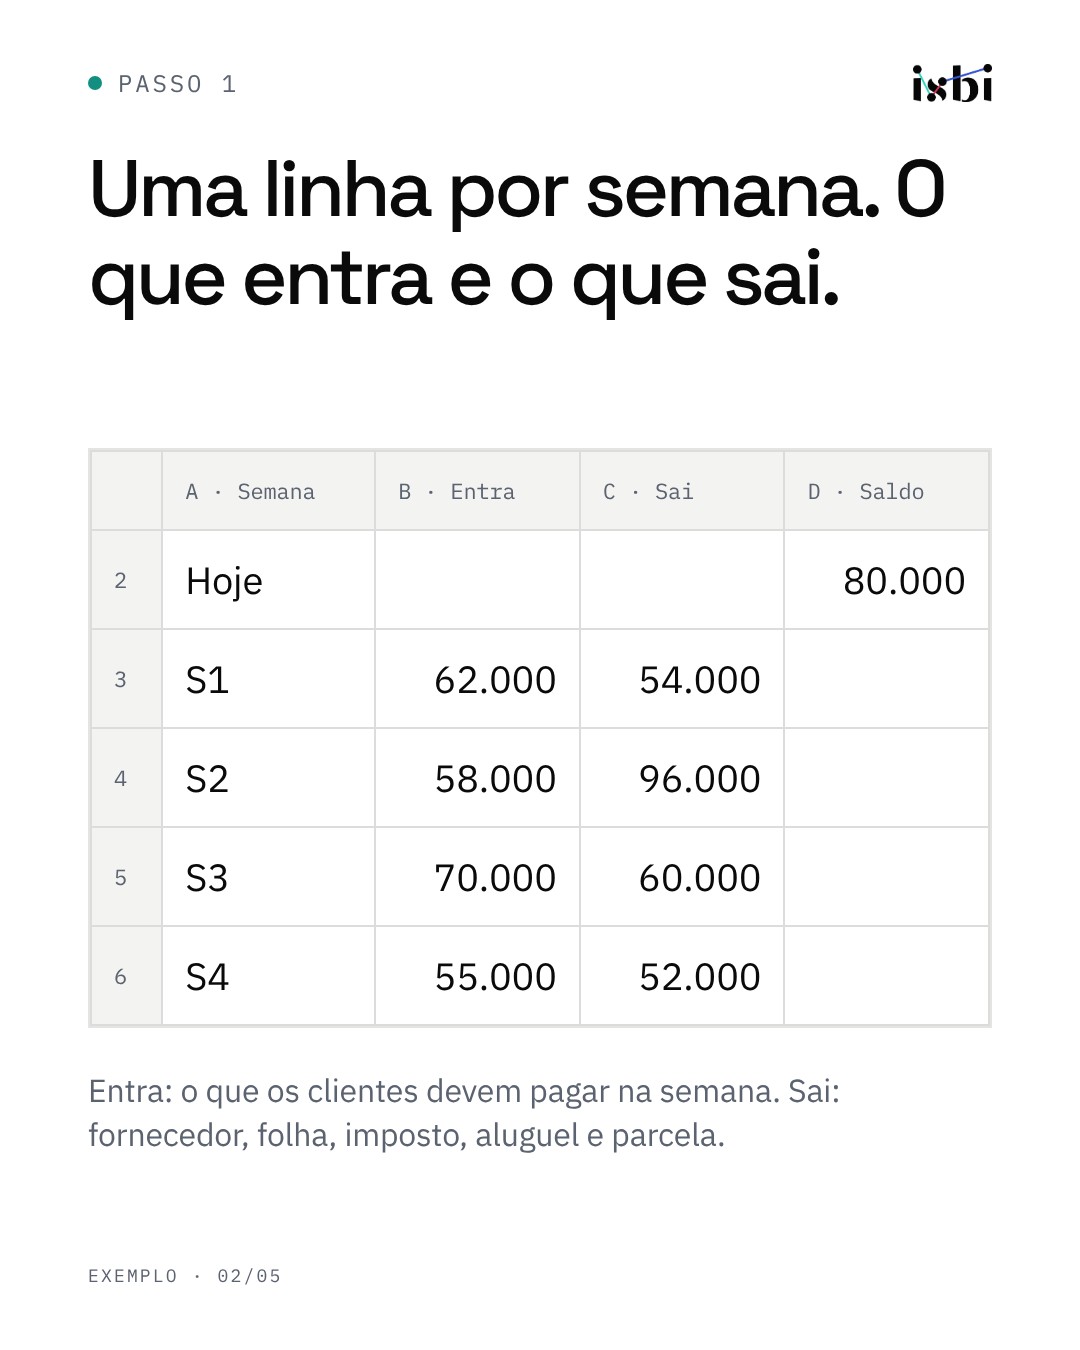 PASSO 1
isbi
Uma linha por semana. O
que entra e o que sai.
A · Semana B · Entra C · Sai D · Saldo
2 Hoje 80.000
3 S1 62.000 54.000
4 S2 58.000 96.000
5 S3 70.000 60.000
6 S4 55.000 52.000
Entra: o que os clientes devem pagar na semana. Sai:
fornecedor, folha, imposto, aluguel e parcela.
EXEMPLO · 02/05